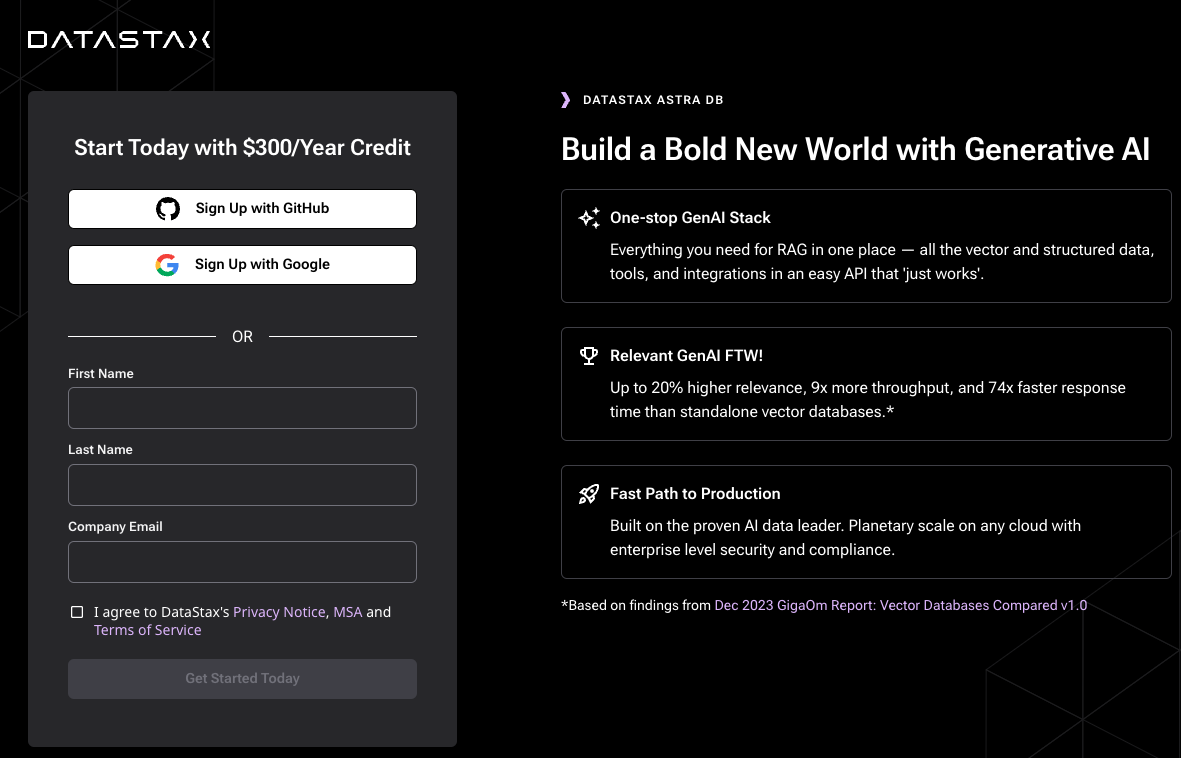 DATASTAX
Start Today with $300/Year Credit
Sign Up with GitHub
Sign Up with Google
OR
First Name
Last Name
Company Email
I agree to DataStax's Privacy Notice, MSA and
Terms of Service
Get Started Today
DATASTAX ASTRA DB
Build a Bold New World with Generative AI
One-stop GenAI Stack
Everything you need for RAG in one place — all the vector and structured data,
tools, and integrations in an easy API that 'just works'.
Relevant GenAI FTW!
Up to 20% higher relevance, 9x more throughput, and 74x faster response
time than standalone vector databases.*
Fast Path to Production
Built on the proven AI data leader. Planetary scale on any cloud with
enterprise level security and compliance.
*Based on findings from Dec 2023 GigaOm Report: Vector Databases Compared v1.0